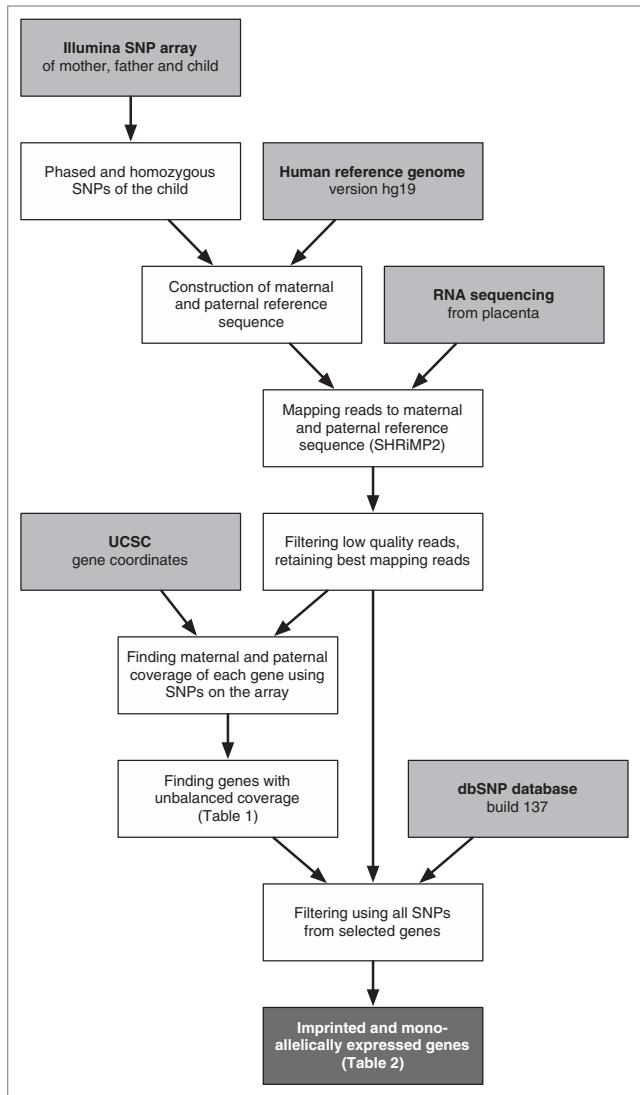 Illumina SNP array
of mother, father and child
Phased and homozygous
SNPs of the child
Human reference genome
version hg19
Construction of maternal
and paternal reference
sequence
RNA sequencing
from placenta
Mapping reads to maternal
and paternal reference
sequence (SHRiMP2)
UCSC
gene coordinates
Filtering low quality reads,
retaining best mapping reads
Finding maternal and paternal
coverage of each gene using
SNPs on the array
Finding genes with
unbalanced coverage
(Table 1)
dbSNP database
build 137
Filtering using all SNPs
from selected genes
Imprinted and mono-
allelically expressed genes
(Table 2)